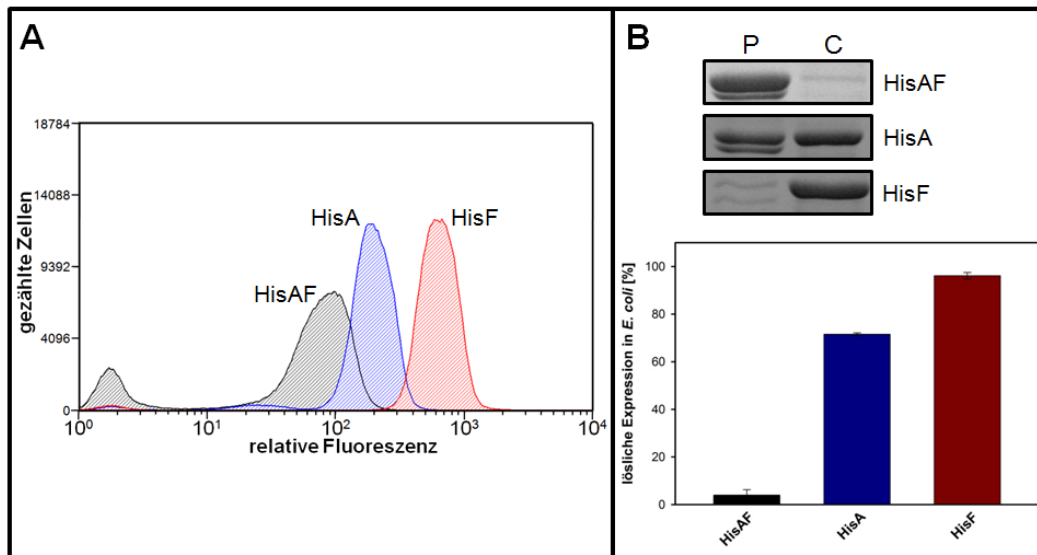 A
18784
14088
9392
4096
0
gezählte Zellen
HisAF
HisA
HisF
10⁰
10¹
10²
10³
10⁴
relative Fluoreszenz
B
P C
HisAF
HisA
HisF
100
80
60
40
20
0
lösliche Expression in E. coli [%]
HisAF
HisA
HisF